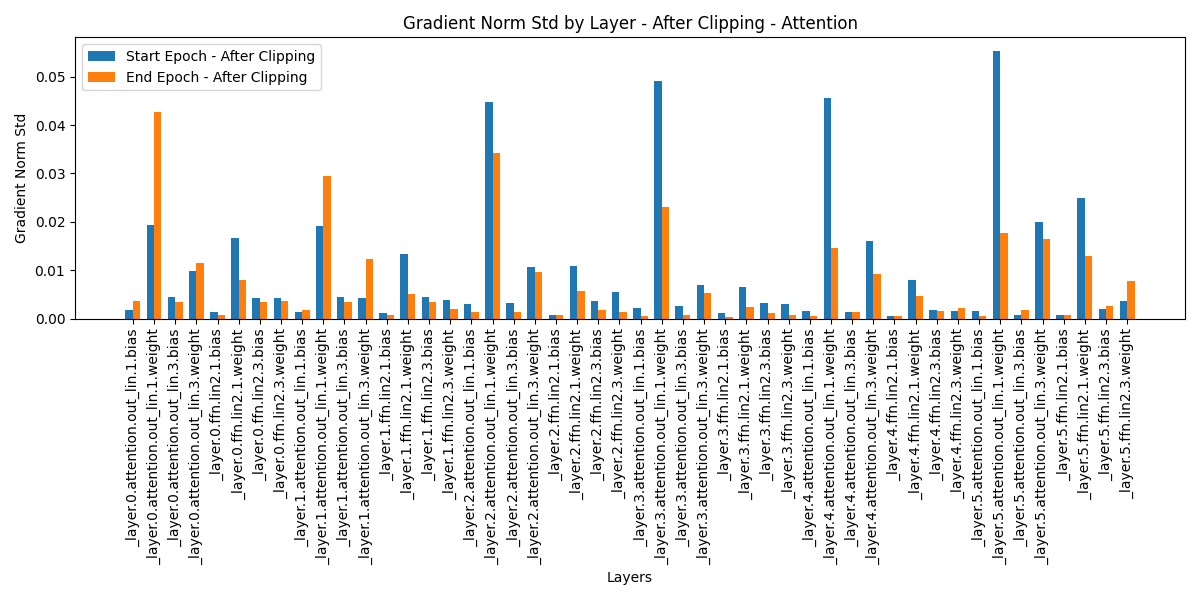 Gradient Norm Std by Layer - After Clipping - Attention
Start Epoch - After Clipping
End Epoch - After Clipping
Gradient Norm Std
0.05
0.04
0.03
0.02
0.01
0.00
_layer.0.attention.out_lin.1.bias
_layer.0.attention.out_lin.1.weight
_layer.0.attention.out_lin.3.bias
_layer.0.attention.out_lin.3.weight
_layer.0.ffn.lin2.1.bias
_layer.0.ffn.lin2.1.weight
_layer.0.ffn.lin2.3.bias
_layer.0.ffn.lin2.3.weight
_layer.1.attention.out_lin.1.bias
_layer.1.attention.out_lin.1.weight
_layer.1.attention.out_lin.3.bias
_layer.1.attention.out_lin.3.weight
_layer.1.ffn.lin2.1.bias
_layer.1.ffn.lin2.1.weight
_layer.1.ffn.lin2.3.bias
_layer.1.ffn.lin2.3.weight
_layer.2.attention.out_lin.1.bias
_layer.2.attention.out_lin.1.weight
_layer.2.attention.out_lin.3.bias
_layer.2.attention.out_lin.3.weight
_layer.2.ffn.lin2.1.bias
_layer.2.ffn.lin2.1.weight
_layer.2.ffn.lin2.3.bias
_layer.2.ffn.lin2.3.weight
_layer.3.attention.out_lin.1.bias
_layer.3.attention.out_lin.1.weight
_layer.3.attention.out_lin.3.bias
_layer.3.attention.out_lin.3.weight
_layer.3.ffn.lin2.1.bias
_layer.3.ffn.lin2.1.weight
_layer.3.ffn.lin2.3.bias
_layer.3.ffn.lin2.3.weight
_layer.4.attention.out_lin.1.bias
_layer.4.attention.out_lin.1.weight
_layer.4.attention.out_lin.3.bias
_layer.4.attention.out_lin.3.weight
_layer.4.ffn.lin2.1.bias
_layer.4.ffn.lin2.1.weight
_layer.4.ffn.lin2.3.bias
_layer.4.ffn.lin2.3.weight
_layer.5.attention.out_lin.1.bias
_layer.5.attention.out_lin.1.weight
_layer.5.attention.out_lin.3.bias
_layer.5.attention.out_lin.3.weight
_layer.5.ffn.lin2.1.bias
_layer.5.ffn.lin2.1.weight
_layer.5.ffn.lin2.3.bias
_layer.5.ffn.lin2.3.weight
Layers